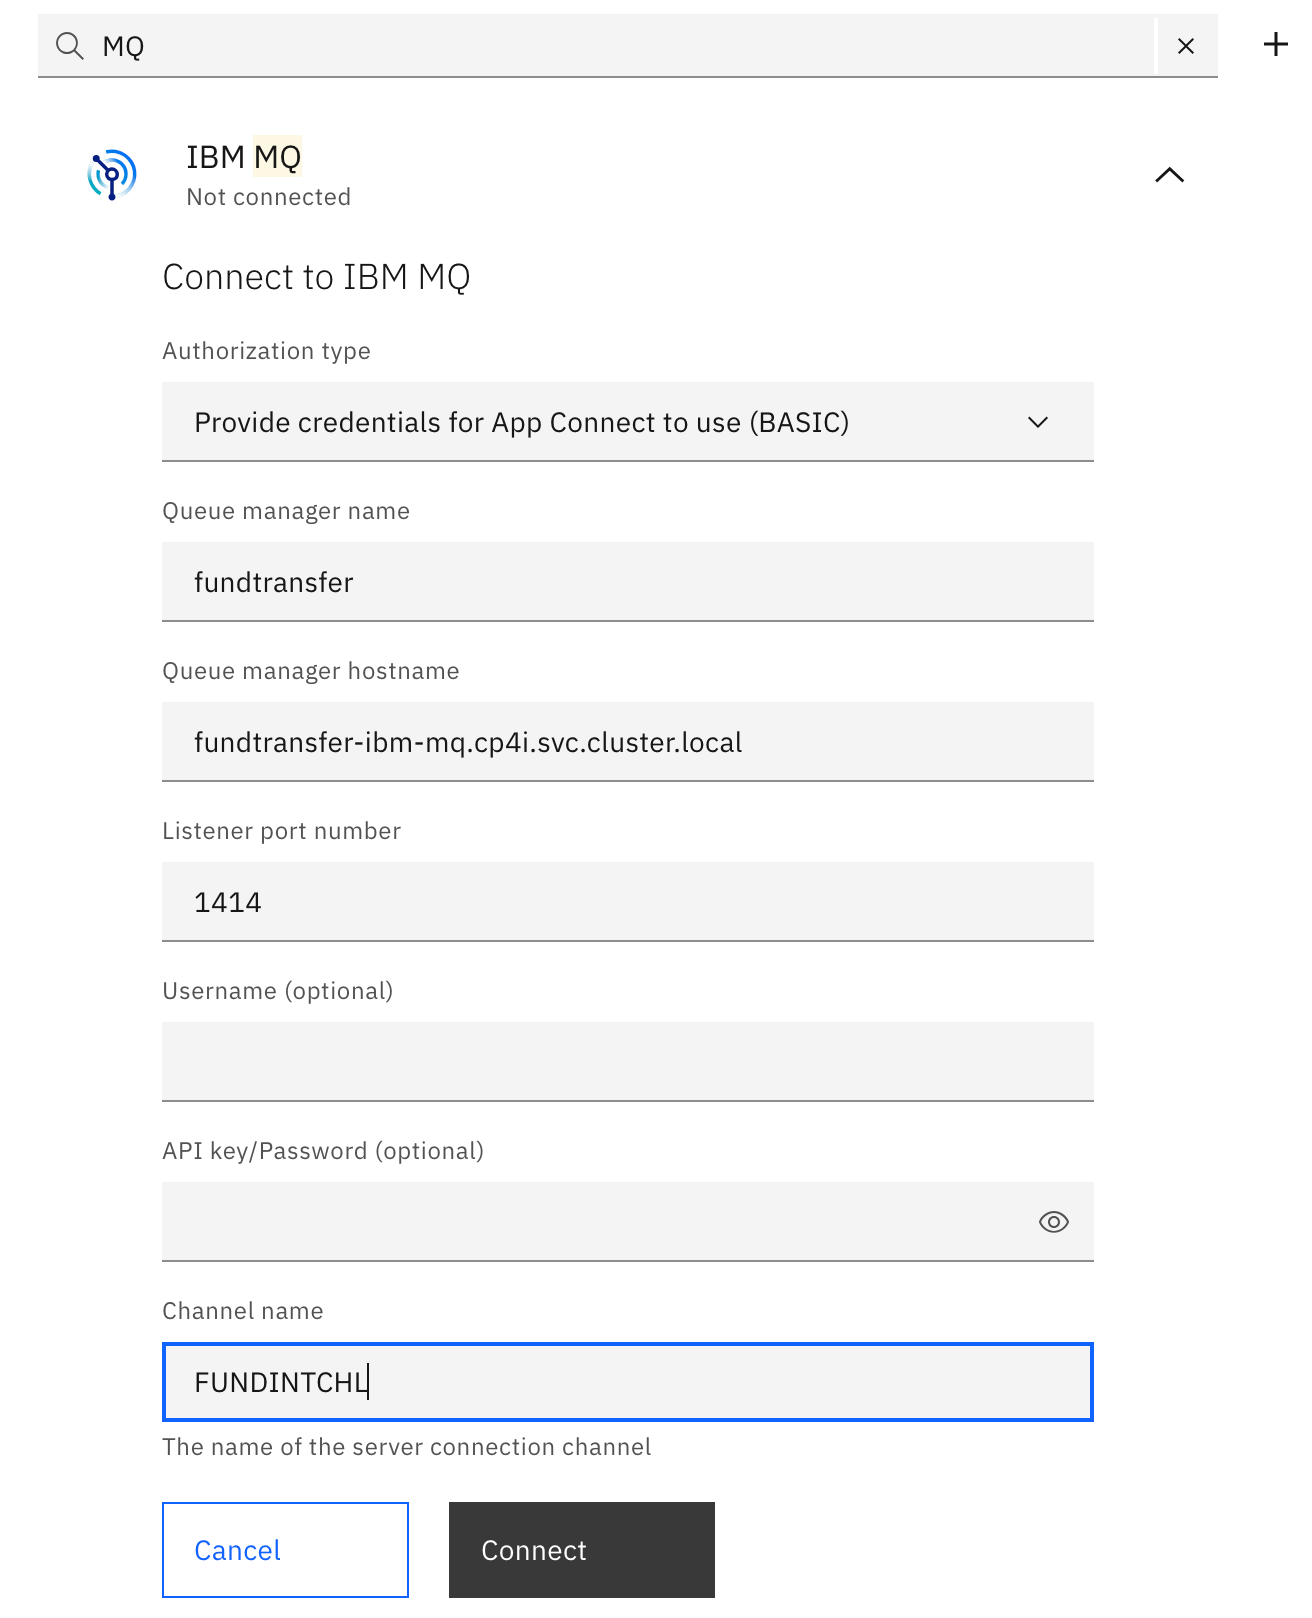 MQ
IBM MQ
Not connected
Connect to IBM MQ
Authorization type
Provide credentials for App Connect to use (BASIC)
Queue manager name
fundtransfer
Queue manager hostname
fundtransfer-ibm-mq.cp4i.svc.cluster.local
Listener port number
1414
Username (optional)
API key/Password (optional)
Channel name
FUNDINTCHL
The name of the server connection channel
Cancel
Connect